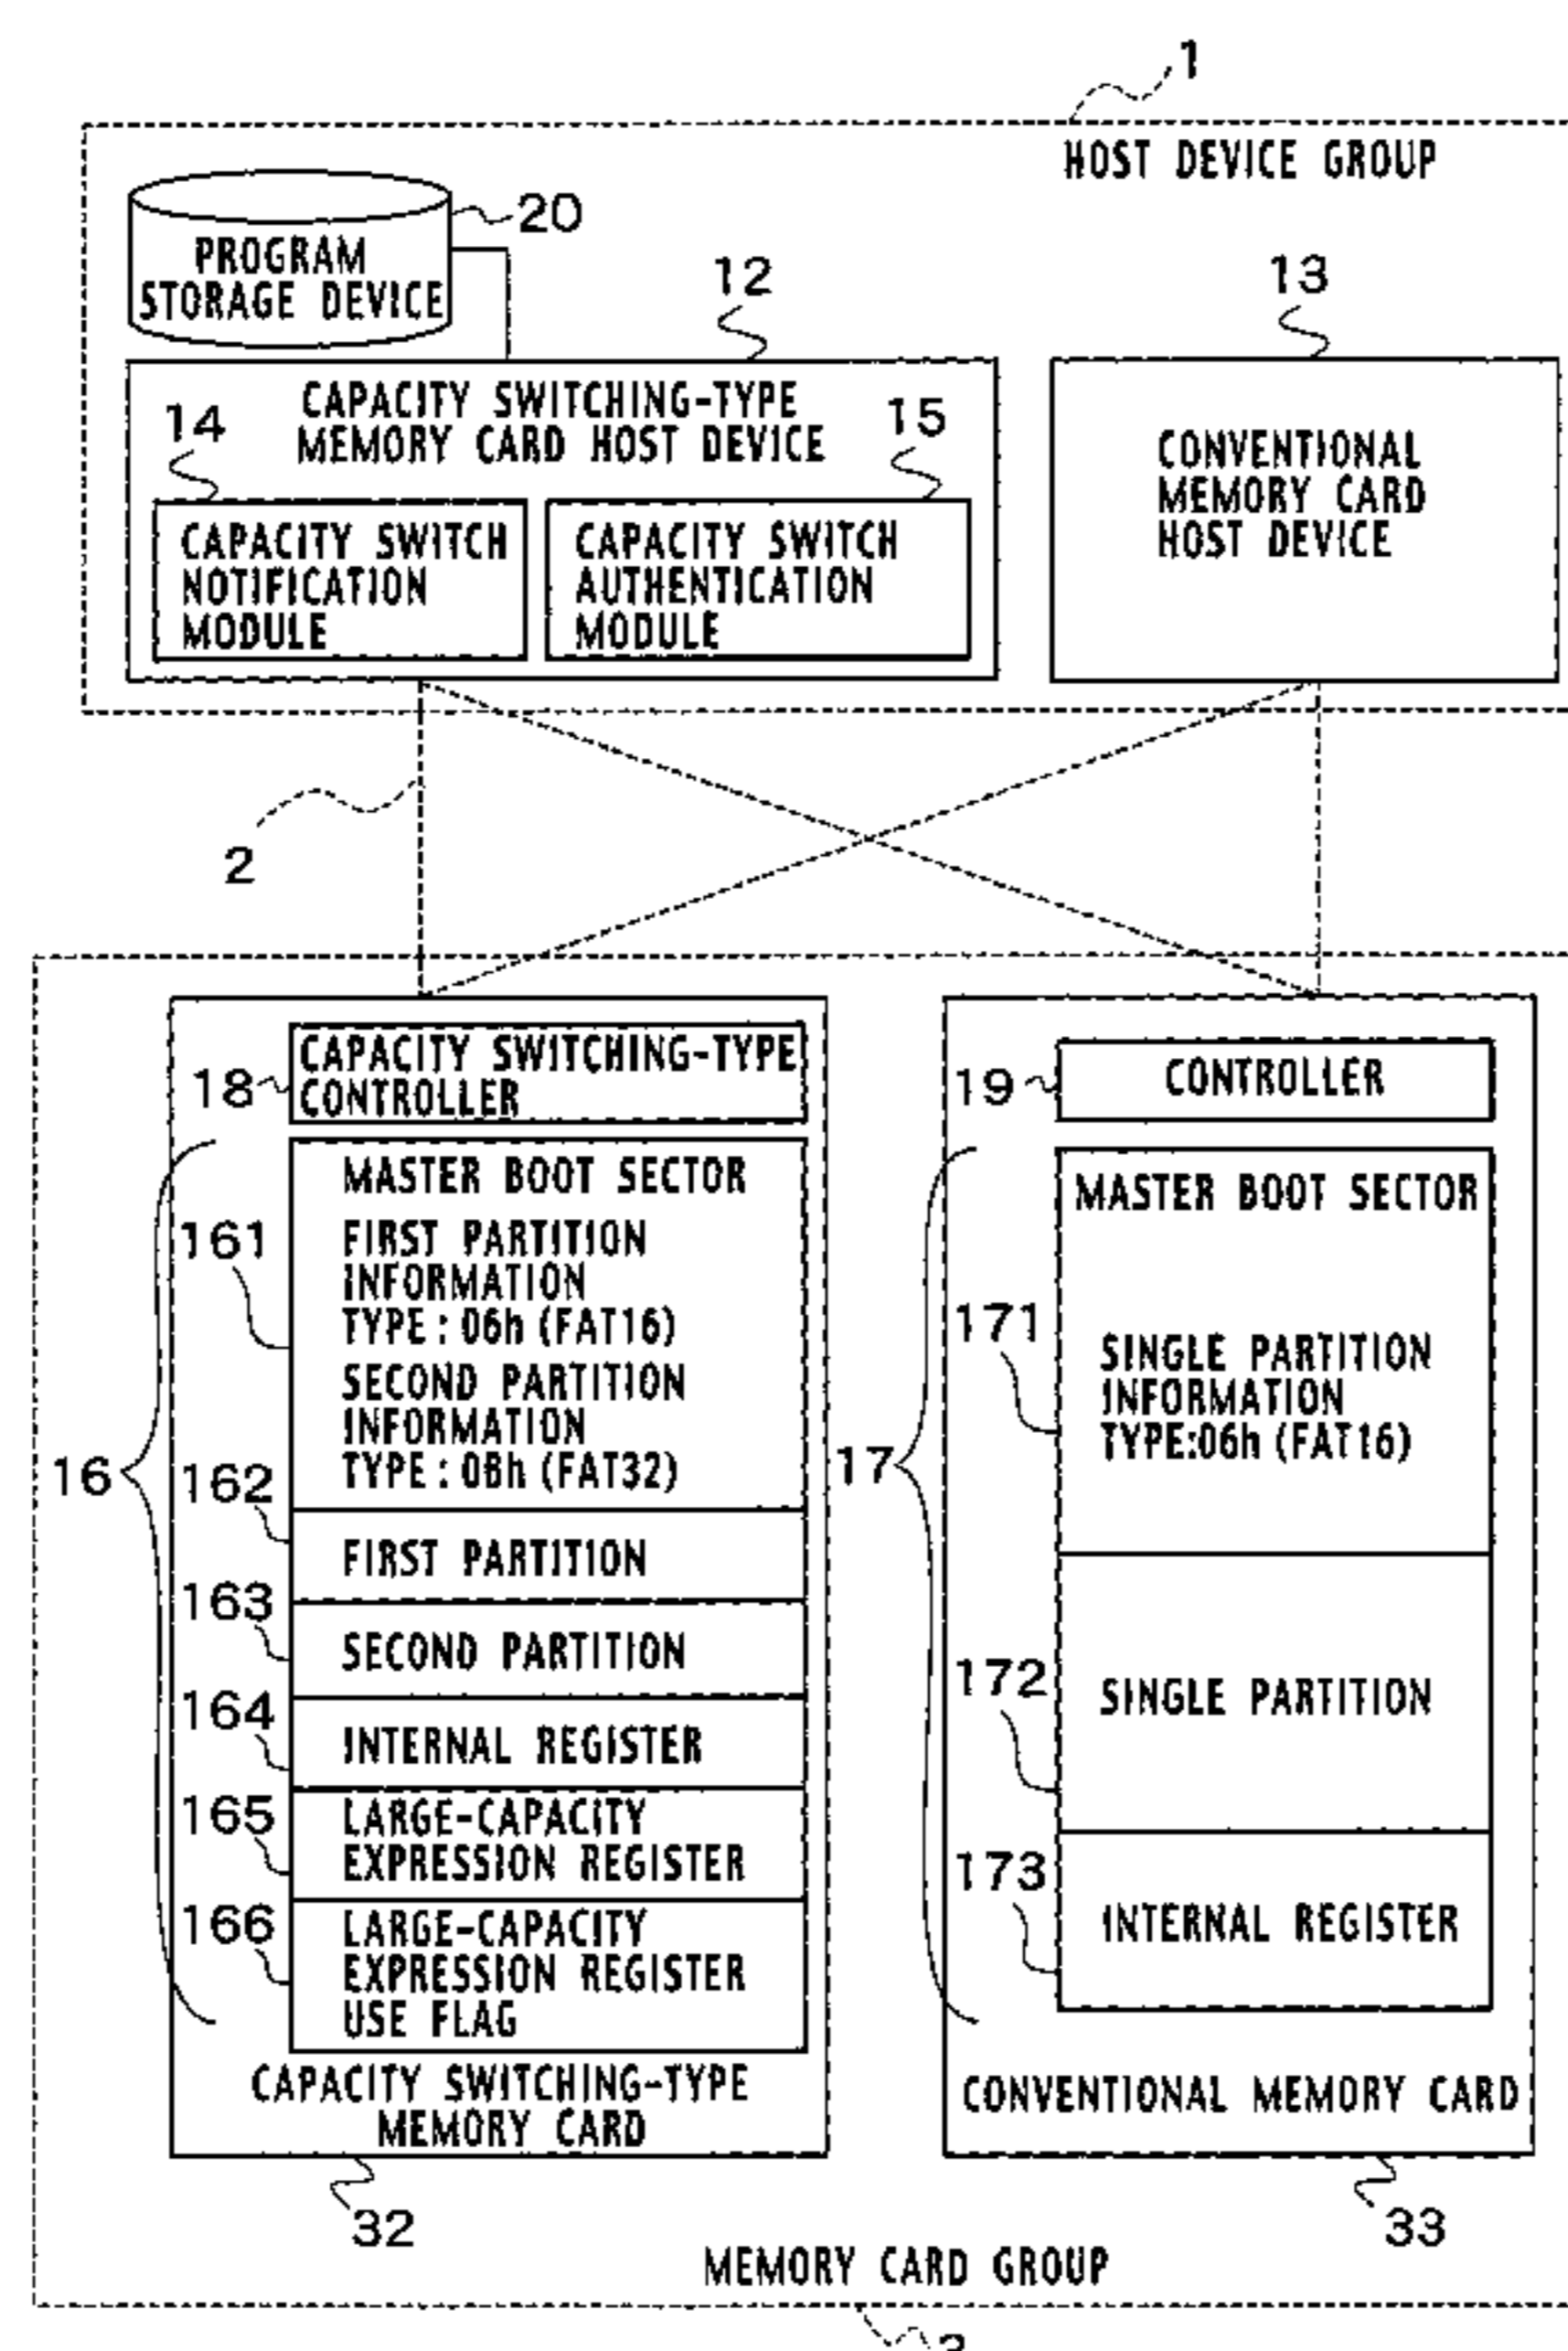 1
HOST DEVICE GROUP
20
PROGRAM
STORAGE DEVICE
12
13
CAPACITY SWITCHING-TYPE
MEMORY CARD HOST DEVICE
14
15
CAPACITY SWITCH
NOTIFICATION
MODULE
CAPACITY SWITCH
AUTHENTICATION
MODULE
CONVENTIONAL
MEMORY CARD
HOST DEVICE
2
18
CAPACITY SWITCHING-TYPE
CONTROLLER
16
161
MASTER BOOT SECTOR
FIRST PARTITION
INFORMATION
TYPE : 06h (FAT16)
SECOND PARTITION
INFORMATION
TYPE : 0Bh (FAT32)
162
FIRST PARTITION
163
SECOND PARTITION
164
INTERNAL REGISTER
165
LARGE-CAPACITY
EXPRESSION REGISTER
166
LARGE-CAPACITY
EXPRESSION REGISTER
USE FLAG
CAPACITY SWITCHING-TYPE
MEMORY CARD
32
19
CONTROLLER
17
MASTER BOOT SECTOR
171
SINGLE PARTITION
INFORMATION
TYPE:06h (FAT16)
172
SINGLE PARTITION
173
INTERNAL REGISTER
CONVENTIONAL MEMORY CARD
33
MEMORY CARD GROUP
3